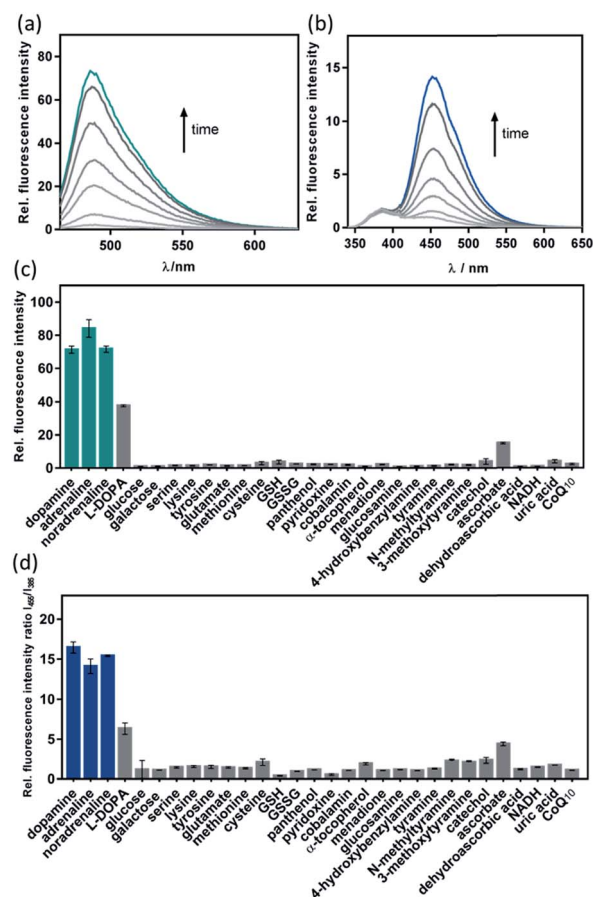 (a)
(b)
Rel. fluorescence intensity
80
60
40
20
0
time
500
550
600
λ/nm
Rel. fluorescence intensity
15
10
5
0
time
350
400
450
500
550
600
650
λ / nm
(c)
Rel. fluorescence intensity
100
80
60
40
20
0
dopamine
adrenaline
noradrenaline
L-DOPA
glucose
galactose
serine
lysine
tyrosine
glutamate
methionine
cysteine
GSH
GSSG
panthenol
pyridoxine
cobalamin
α-tocopherol
menadione
glucosamine
4-hydroxybenzylamine
tyramine
N-methyltyramine
3-methoxytyramine
catechol
ascorbate
dehydroascorbic acid
NADH
uric acid
CoQ10
(d)
Rel. fluorescence intensity ratio I455/I385
20
15
10
5
0
dopamine
adrenaline
noradrenaline
L-DOPA
glucose
galactose
serine
lysine
tyrosine
glutamate
methionine
cysteine
GSH
GSSG
panthenol
pyridoxine
cobalamin
α-tocopherol
menadione
glucosamine
4-hydroxybenzylamine
tyramine
N-methyltyramine
3-methoxytyramine
catechol
ascorbate
dehydroascorbic acid
NADH
uric acid
CoQ10